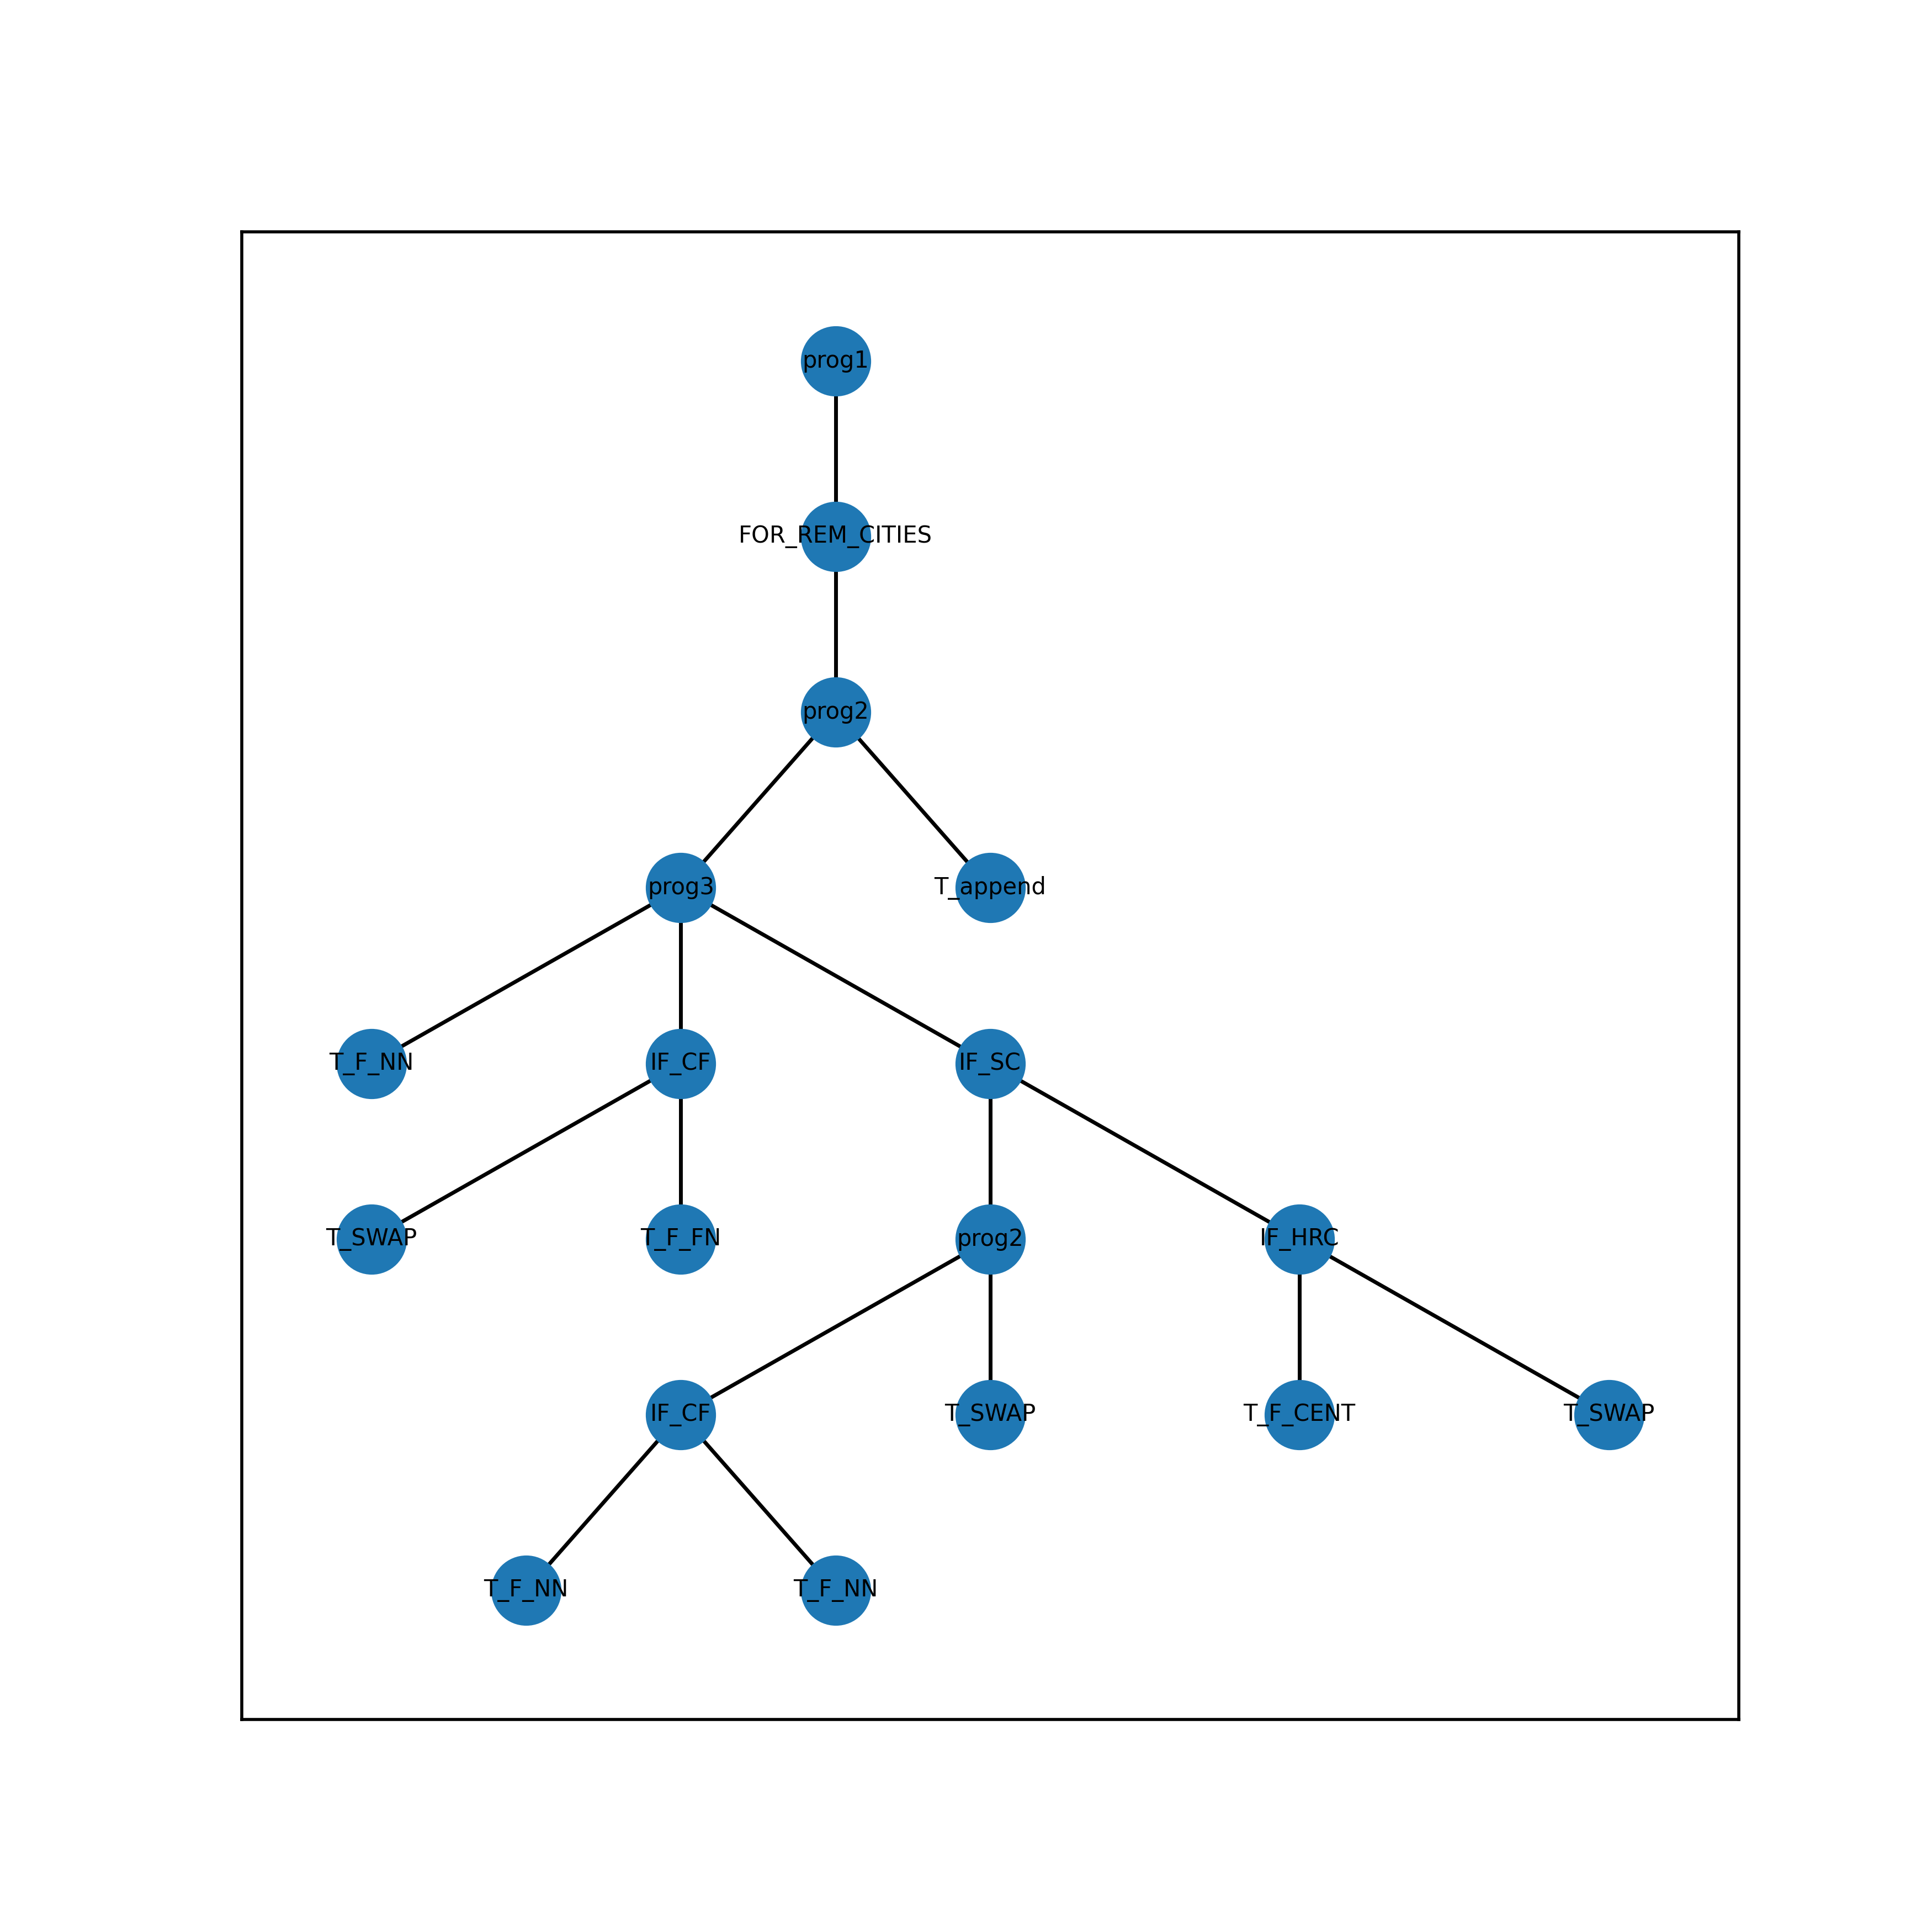 prog1
FOR_REM_CITIES
prog2
prog3
T_append
T_F_NN
IF_CF
IF_SC
T_SWAP
T_F_FN
prog2
IF_HRC
IF_CF
T_SWAP
T_F_CENT
T_SWAP
T_F_NN
T_F_NN